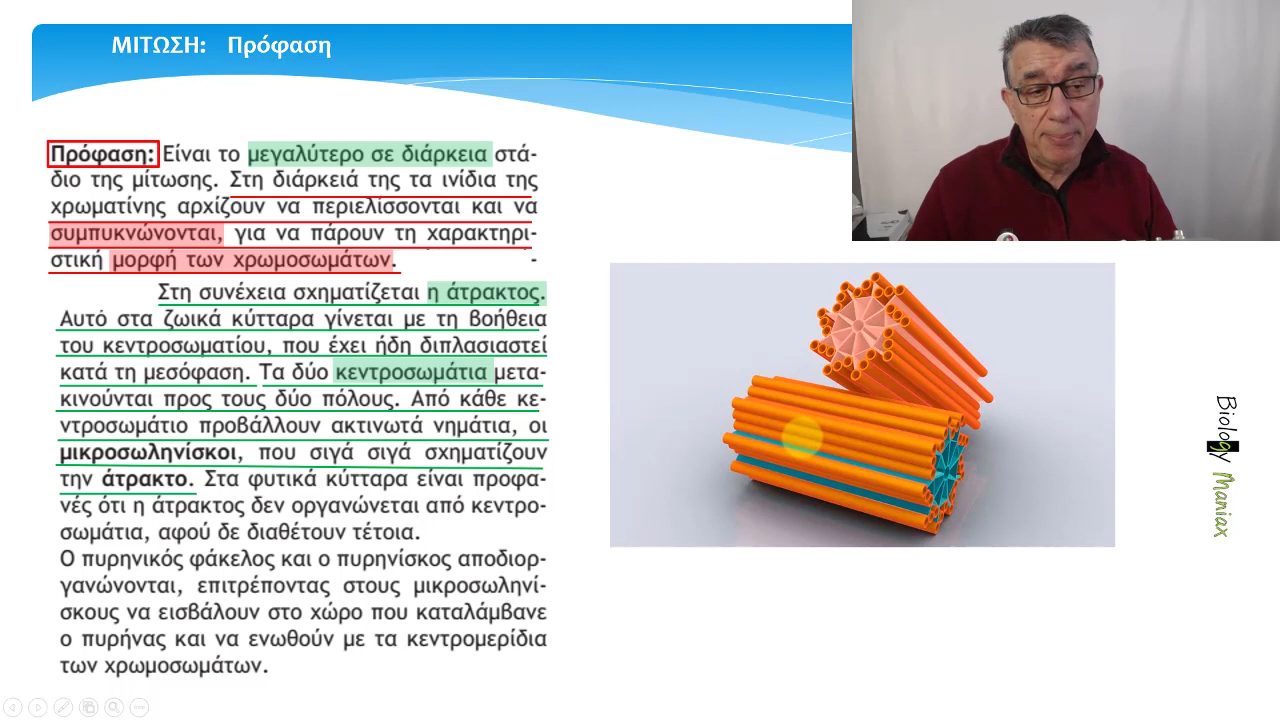 ΜΙΤΩΣΗ: Πρόφαση
Πρόφαση: Είναι το μεγαλύτερο σε διάρκεια στά-
διο της μίτωσης. Στη διάρκειά της τα ινίδια της
χρωματίνης αρχίζουν να περιελίσσονται και να
συμπυκνώνονται, για να πάρουν τη χαρακτηρι-
στική μορφή των χρωμοσωμάτων.
Στη συνέχεια σχηματίζεται η άτρακτος.
Αυτό στα ζωικά κύτταρα γίνεται με τη βοήθεια
του κεντροσωματίου, που έχει ήδη διπλασιαστεί
κατά τη μεσόφαση. Τα δύο κεντροσωμάτια μετα-
κινούνται προς τους δύο πόλους. Από κάθε κε-
ντροσωμάτιο προβάλλουν ακτινωτά νημάτια, οι
μικροσωληνίσκοι, που σιγά σιγά σχηματίζουν
την άτρακτο. Στα φυτικά κύτταρα είναι προφα-
νές ότι η άτρακτος δεν οργανώνεται από κεντρο-
σωμάτια, αφού δε διαθέτουν τέτοια.
Ο πυρηνικός φάκελος και ο πυρηνίσκος αποδιορ-
γανώνονται, επιτρέποντας στους μικροσωληνί-
σκους να εισβάλουν στο χώρο που καταλάμβανε
ο πυρήνας και να ενωθούν με τα κεντρομερίδια
των χρωμοσωμάτων.
Biology Maniax